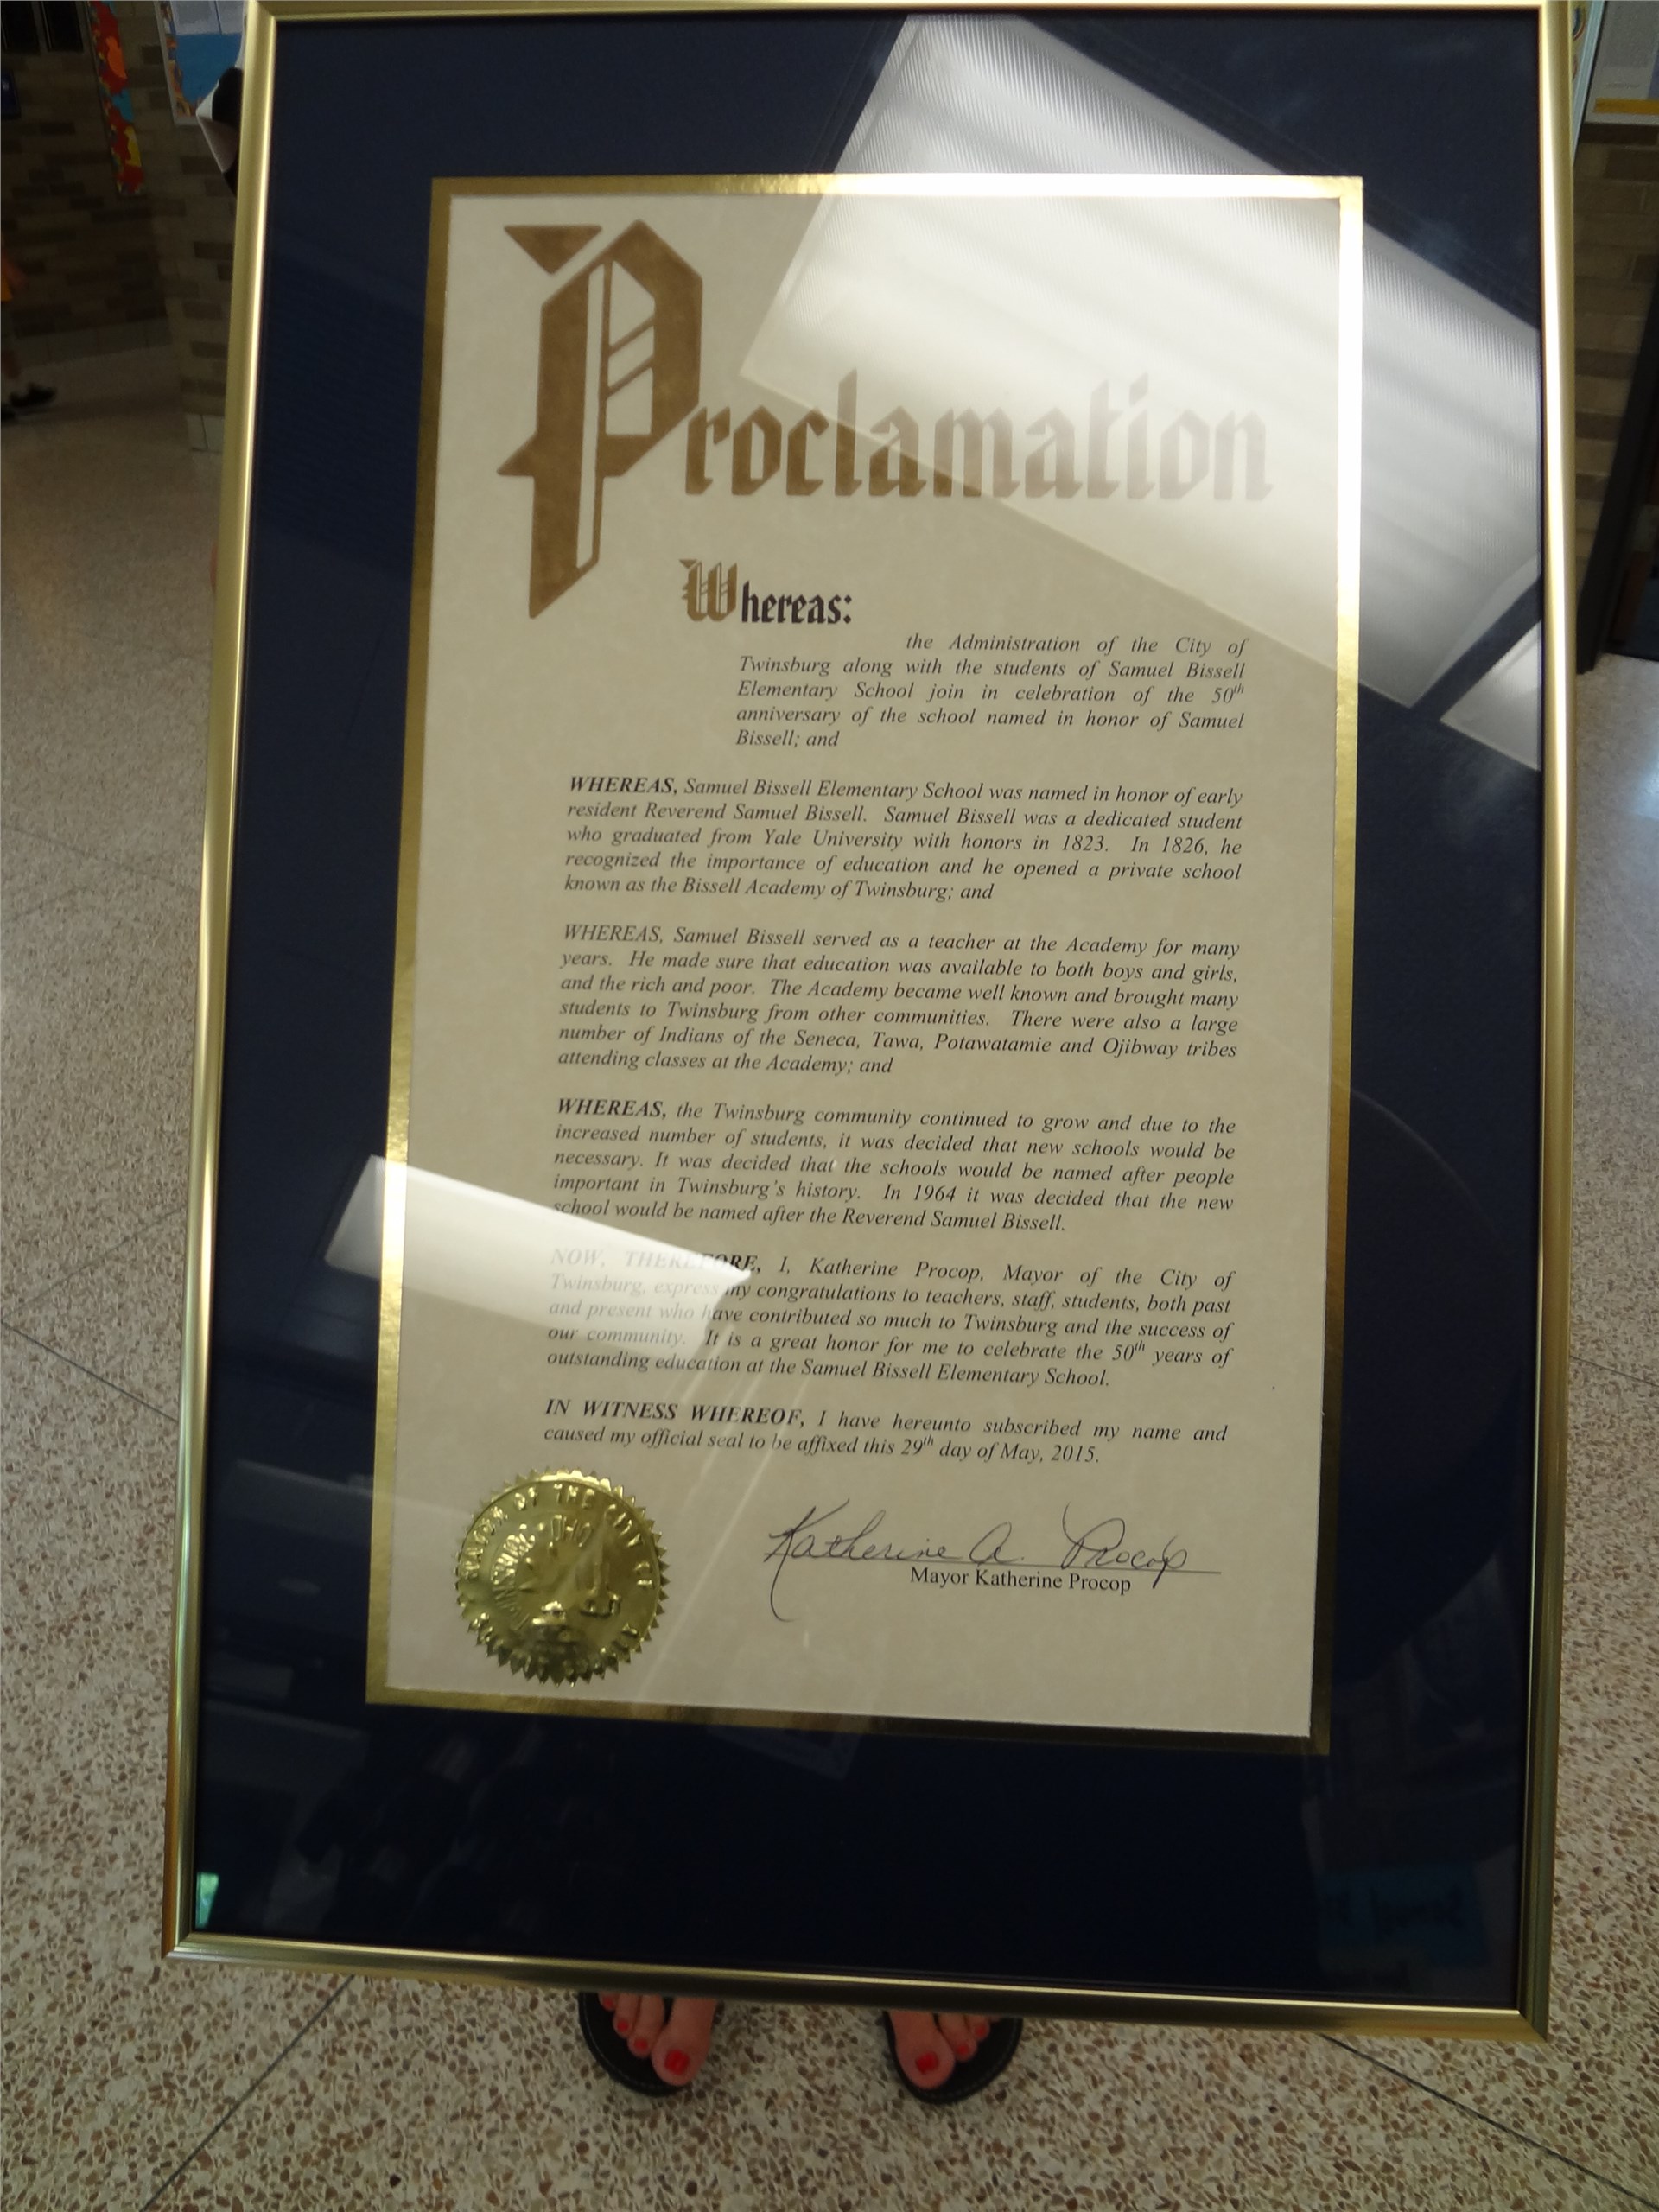 Proclamation
Whereas:
the Administration of the City of
Twinsburg along with the students of Samuel Bissell
Elementary School join in celebration of the 50th
anniversary of the school named in honor of Samuel
Bissell; and
WHEREAS, Samuel Bissell Elementary School was named in honor of early
resident Reverend Samuel Bissell. Samuel Bissell was a dedicated student
who graduated from Yale University with honors in 1823. In 1826, he
recognized the importance of education and he opened a private school
known as the Bissell Academy of Twinsburg; and
WHEREAS, Samuel Bissell served as a teacher at the Academy for many
years. He made sure that education was available to both boys and girls,
and the rich and poor. The Academy became well known and brought many
students to Twinsburg from other communities. There were also a large
number of Indians of the Seneca, Tawa, Potawatamie and Ojibway tribes
attending classes at the Academy; and
WHEREAS, the Twinsburg community continued to grow and due to the
increased number of students, it was decided that new schools would be
necessary. It was decided that the schools would be named after people
important in Twinsburg's history. In 1964 it was decided that the new
school would be named after the Reverend Samuel Bissell.
NOW, THEREFORE, I, Katherine Procop, Mayor of the City of
Twinsburg, express my congratulations to teachers, staff, students, both past
and present who have contributed so much to Twinsburg and the success of
our community. It is a great honor for me to celebrate the 50th years of
outstanding education at the Samuel Bissell Elementary School.
IN WITNESS WHEREOF, I have hereunto subscribed my name and
caused my official seal to be affixed this 29th day of May, 2015.
Katherine A. Procop
Mayor Katherine Procop
MAYOR OF THE CITY OF
TWINSBURG OHIO